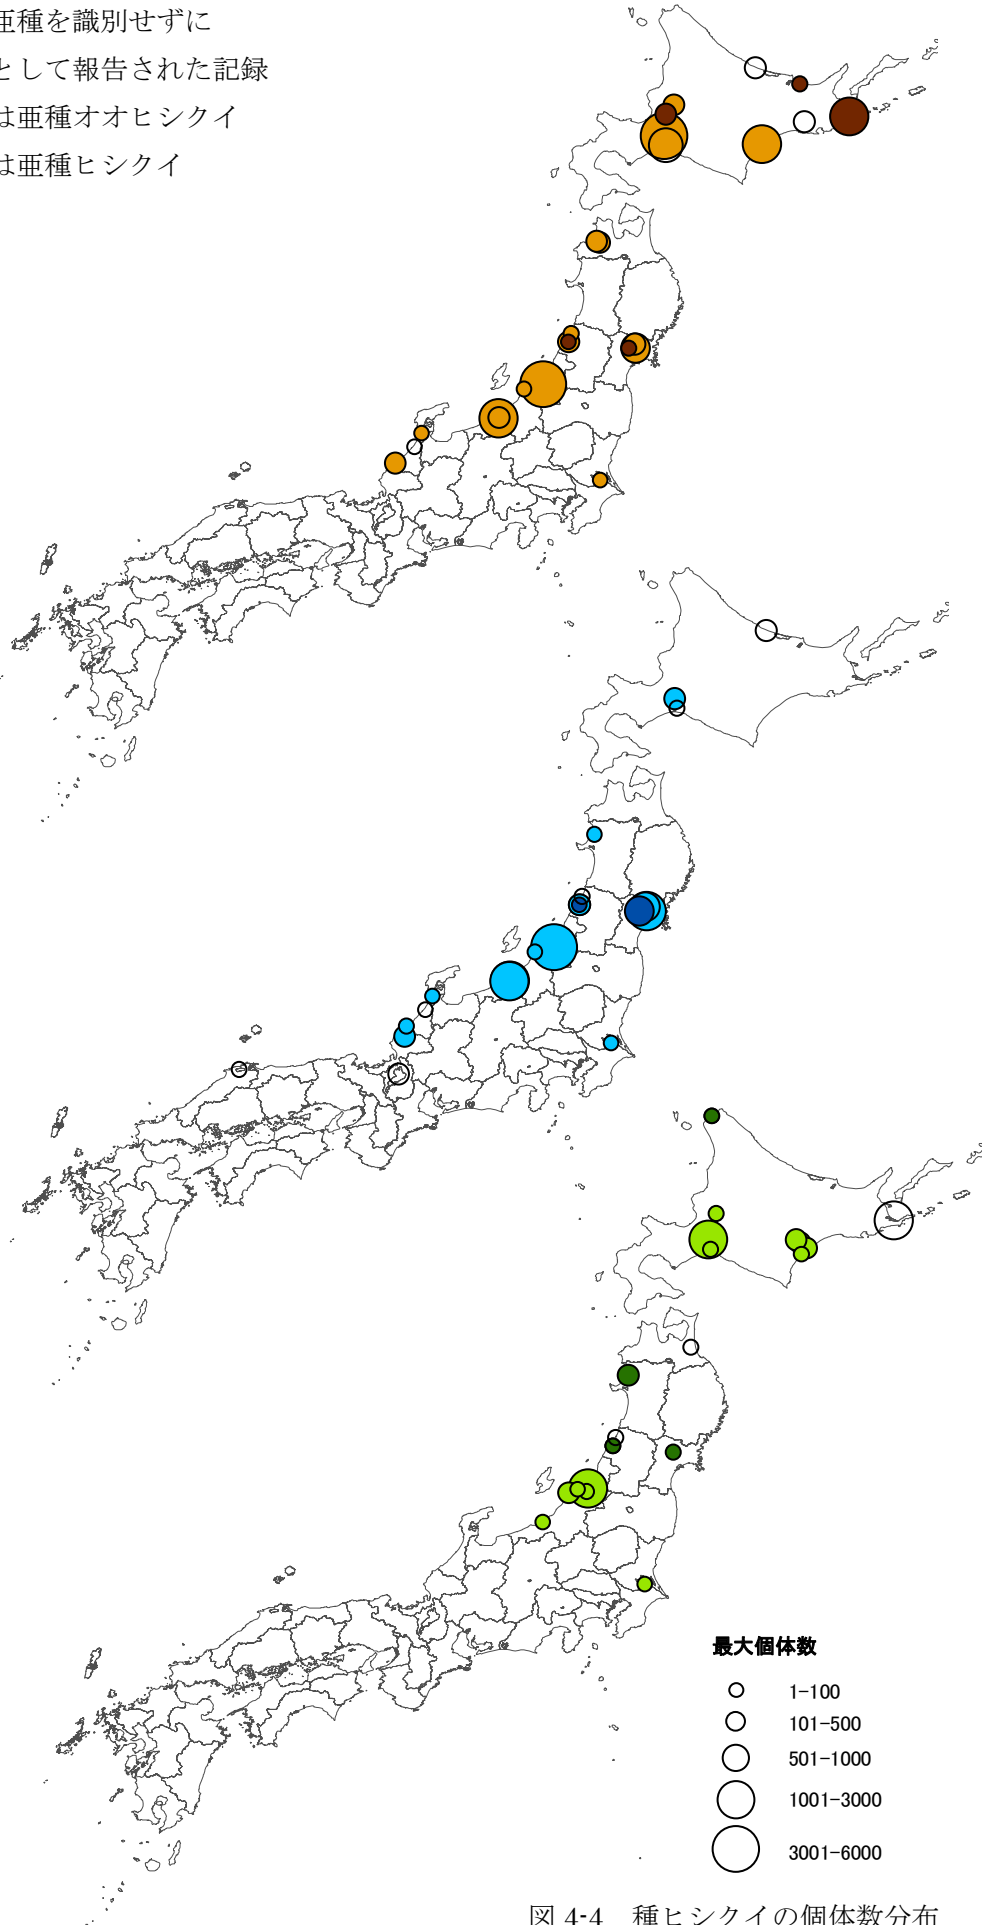 亜種を識別せずに
として報告された記録
は亜種オオヒシクイ
は亜種ヒシクイ
最大個体数
1-100
101-500
501-1000
1001-3000
3001-6000
図 4-4 種ヒシクイの個体数分布